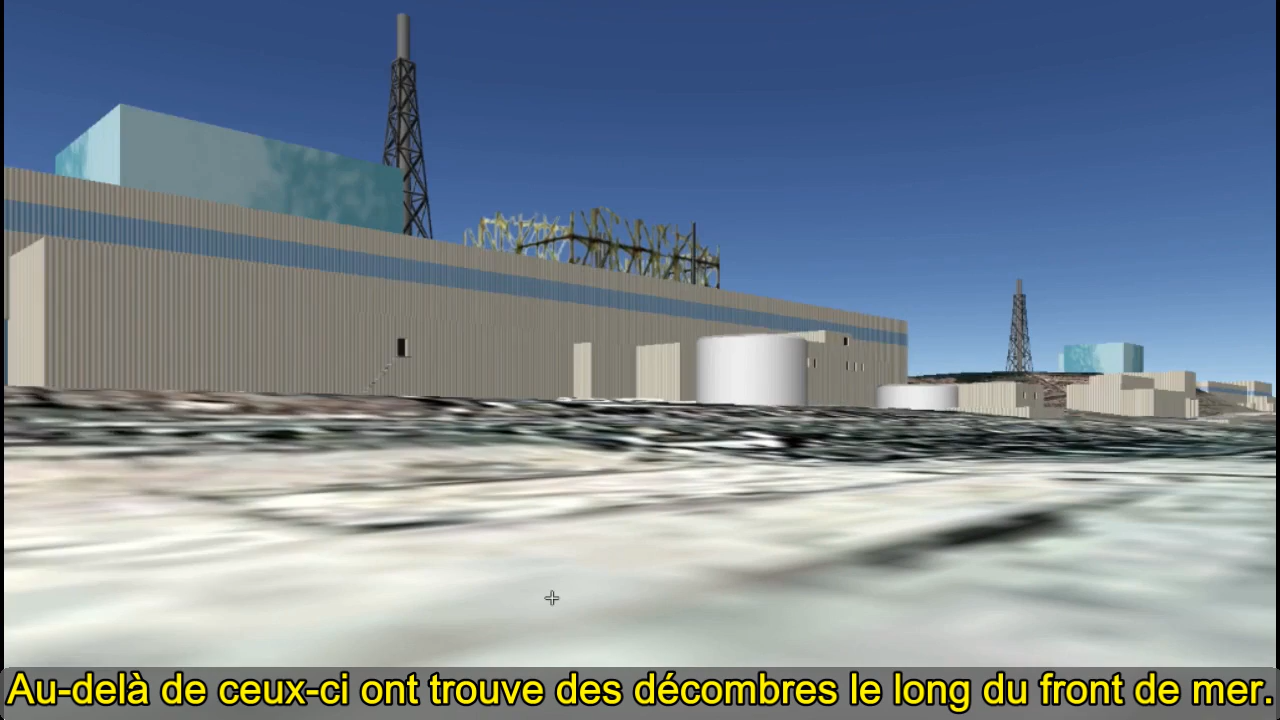 Au-delà de ceux-ci ont trouve des décombres le long du front de mer.